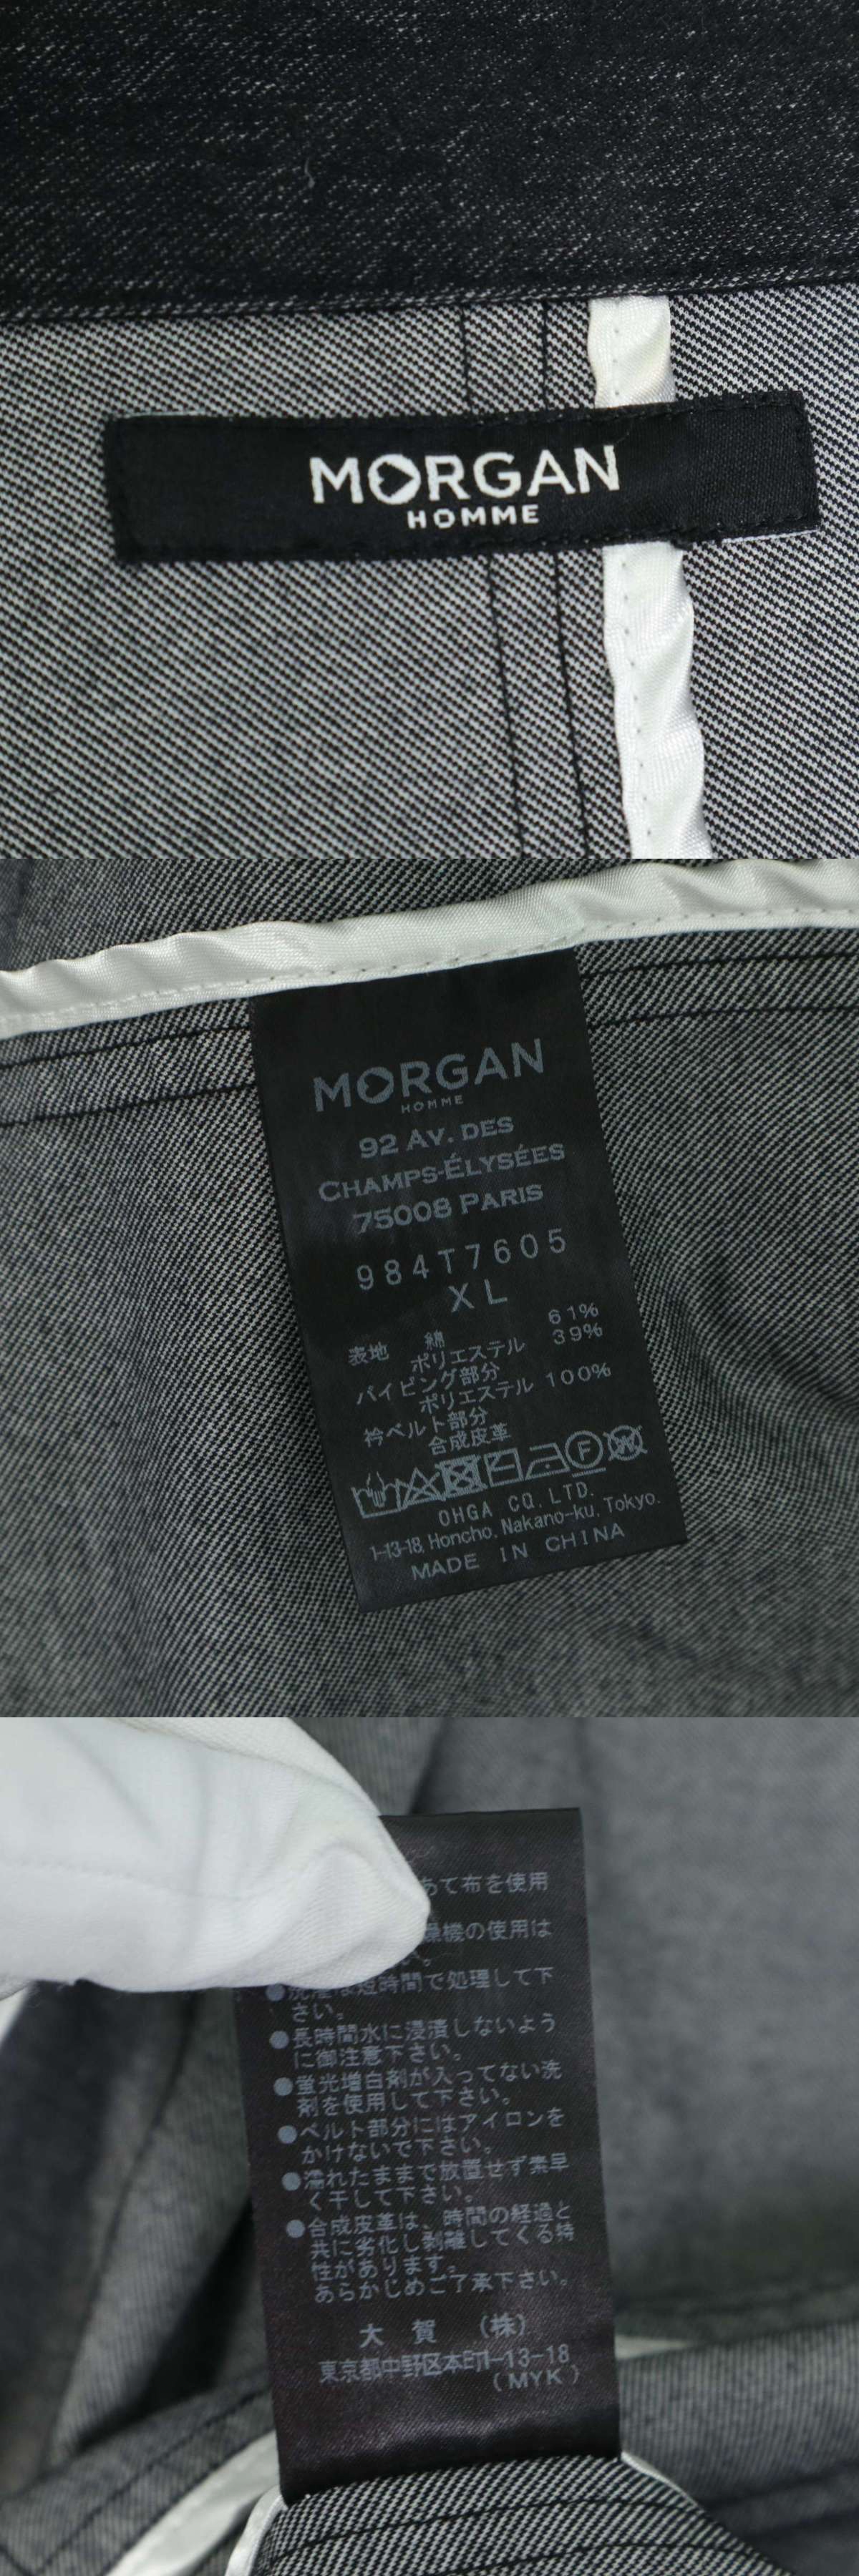 MORGAN
HOMME
MORGAN
HOMME
92 AV. DES
CHAMPS-ÉLYSÉES
75008 PARIS
984T7605
XL
表地 綿 61%
ポリエステル 39%
パイピング部分
ポリエステル 100%
衿ベルト部分
合成皮革
F
W
OHGA CO.LTD.
1-13-18, Honcho, Nakano-ku, Tokyo.
MADE IN CHINA
あて布を使用
燥機の使用は
い。
●洗濯は短時間で処理して下
さい。
●長時間水に浸漬しないよう
に御注意下さい。
●蛍光増白剤が入ってない洗
剤を使用して下さい。
●ベルト部分にはアイロンを
かけないで下さい。
●濡れたままで放置せず素早
く干して下さい。
●合成皮革は、時間の経過と
共に劣化し剥離してくる特
性があります。
あらかじめご了承下さい。
大賀 (株)
東京都中野区本町1-13-18
(MYK)